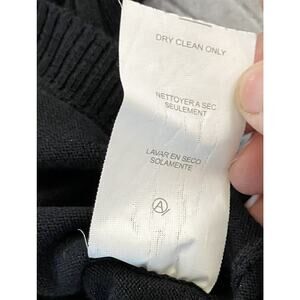 DRY CLEAN ONLY
NETTOYER A SEC
SEULEMENT
LAVAR EN SECO
SOLAMENTE
A